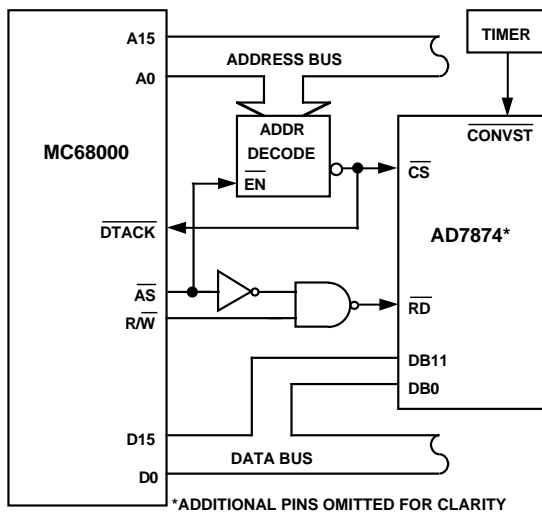 A15
ADDRESS BUS
A0
TIMER
MC68000
ADDR
DECODE
EN
CONVST
CS
DTACK
AD7874*
AS
R/W
RD
DB11
DB0
D15
DATA BUS
D0
*ADDITIONAL PINS OMITTED FOR CLARITY